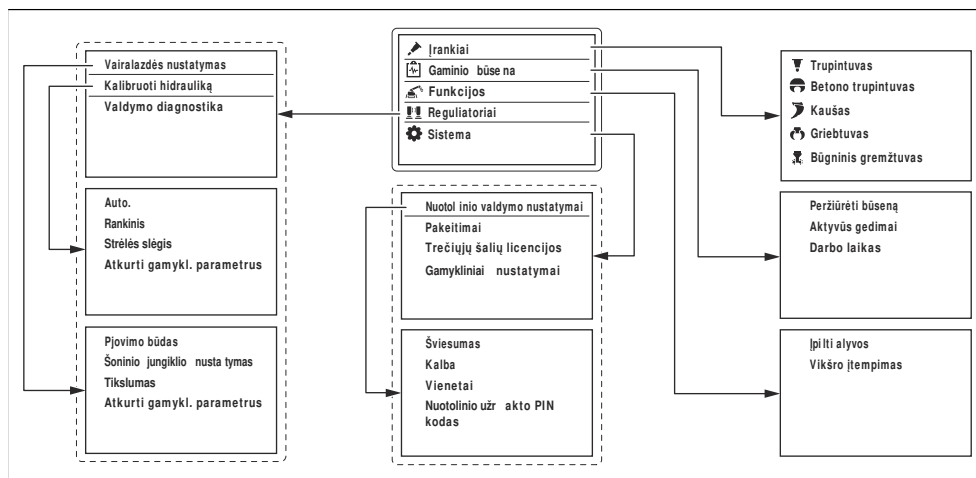 Vairalazdės nustatymas
Kalibruoti hidrauliką
Valdymo diagnostika
Auto.
Rankinis
Strėlės slėgis
Atkurti gamykl. parametrus
Pjovimo būdas
Šoninio jungiklio nusta tymas
Tikslumas
Atkurti gamykl. parametrus
Įrankiai
Gaminio būse na
Funkcijos
Reguliatoriai
Sistema
Nuotol inio valdymo nustatymai
Pakeitimai
Trečiųjų šalių licencijos
Gamykliniai nustatymai
Šviesumas
Kalba
Vienetai
Nuotolinio užr akto PIN
kodas
Trupintuvas
Betono trupintuvas
Kaušas
Griebtuvas
Būgninis gremžtuvas
Peržiūrėti būseną
Aktyvūs gedimai
Darbo laikas
Įpilti alyvos
Vikšro įtempimas